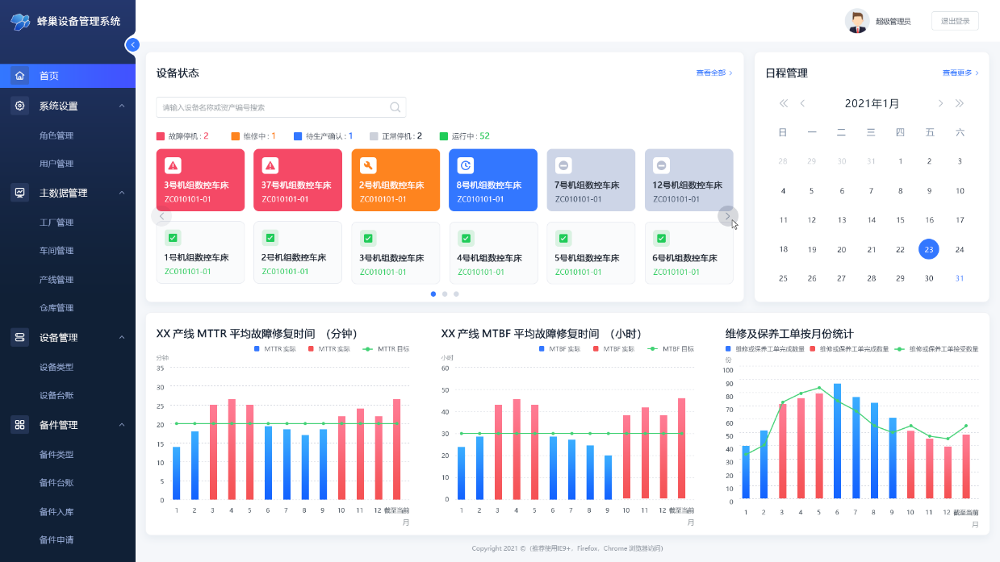 蜂巢设备管理系统
超级管理员
退出登录
首页
系统设置
角色管理
用户管理
主数据管理
工厂管理
车间管理
产线管理
仓库管理
设备管理
设备类型
设备台账
备件管理
备件类型
备件台账
备件入库
备件申请
设备状态
查看全部
请输入设备名称或资产编号搜索
故障停机 : 2 维修中 : 1 待生产确认 : 1 正常停机 : 2 运行中 : 52
3号机组数控车床 37号机组数控车床 2号机组数控车床 8号机组数控车床 7号机组数控车床 12号机组数控车床
ZC010101-01 ZC010101-01 ZC010101-01 ZC010101-01 ZC010101-01 ZC010101-01
1号机组数控车床 2号机组数控车床 3号机组数控车床 4号机组数控车床 5号机组数控车床 6号机组数控车床
ZC010101-01 ZC010101-01 ZC010101-01 ZC010101-01 ZC010101-01 ZC010101-01
日程管理
查看更多
2021年1月
日 一 二 三 四 五 六
28 29 30 31 1 2 3
4 5 6 7 8 9 10
11 12 13 14 15 16 17
18 19 20 21 22 23 24
25 26 27 28 29 30 31
XX 产线 MTTR 平均故障修复时间 （分钟）
MTTR 实际 MTTR 实际 MTTR 目标
分钟
35
30
25
20
15
10
5
0
1 2 3 4 5 6 7 8 9 10 11 12 截至当前
月
XX 产线 MTBF 平均故障修复时间 （小时）
MTBF 实际 MTBF 实际 MTBF 目标
小时
60
50
40
30
20
10
0
1 2 3 4 5 6 7 8 9 10 11 12 截至当前
月
维修及保养工单按月份统计
维修或保养工单完成数量 维修或保养工单完成数量 维修或保养工单接受数量
份
100
90
80
70
60
50
40
30
20
10
0
1 2 3 4 5 6 7 8 9 10 11 12 截至当前
月
Copyright 2021 ©（推荐使用IE9+、Firefox、Chrome 浏览器访问）